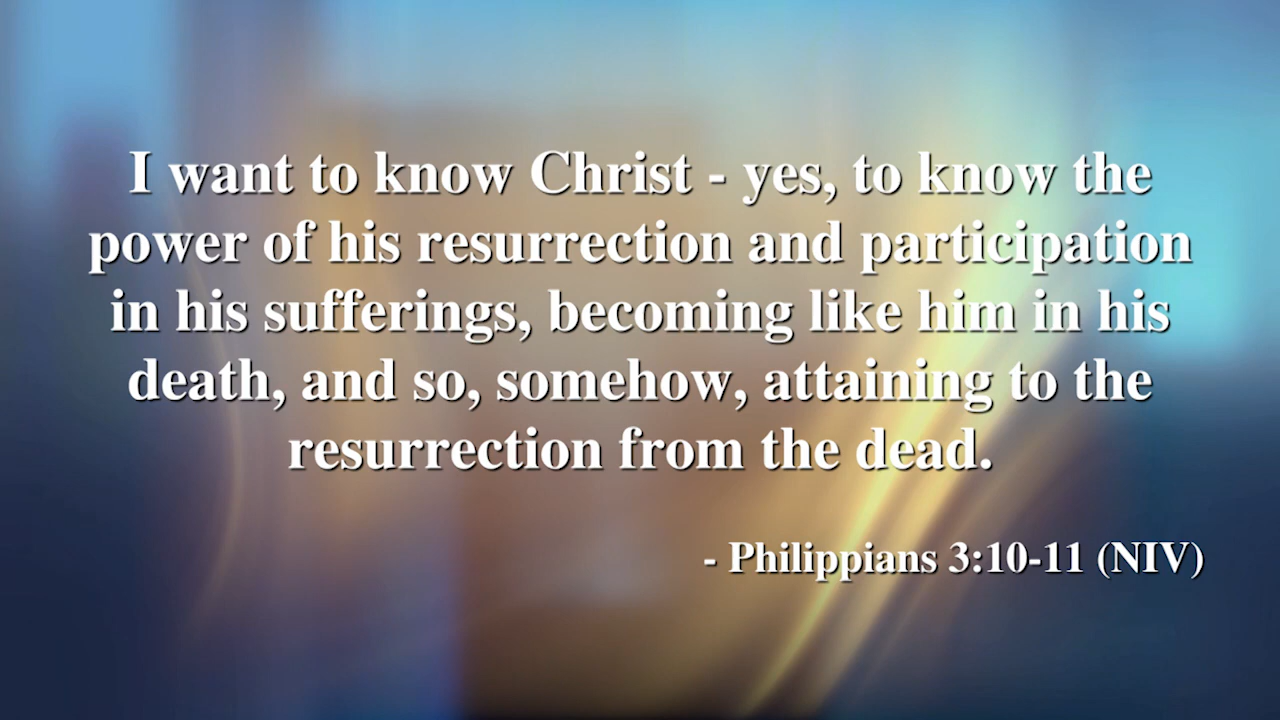 I want to know Christ - yes, to know the
power of his resurrection and participation
in his sufferings, becoming like him in his
death, and so, somehow, attaining to the
resurrection from the dead.
- Philippians 3:10-11 (NIV)